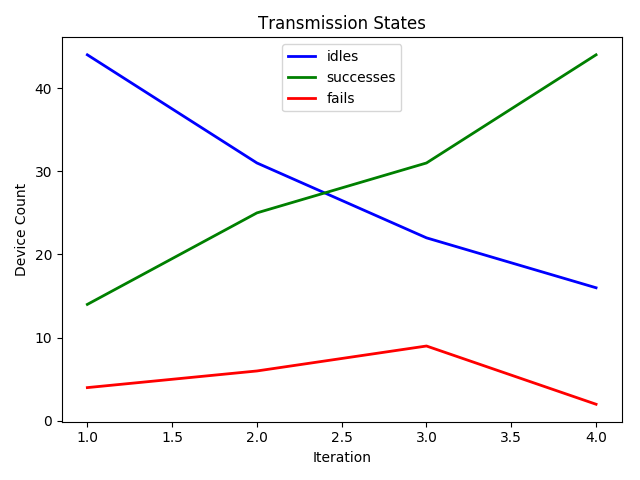 Transmission States
idles
successes
fails
Device Count
40
30
20
10
0
1.0 1.5 2.0 2.5 3.0 3.5 4.0
Iteration